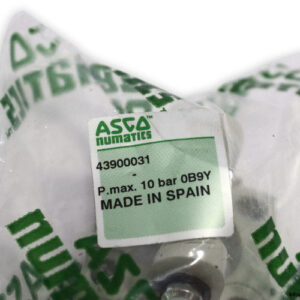 ASCO
NUMATICS
43900031
P.max. 10 bar 0B9Y
MADE IN SPAIN